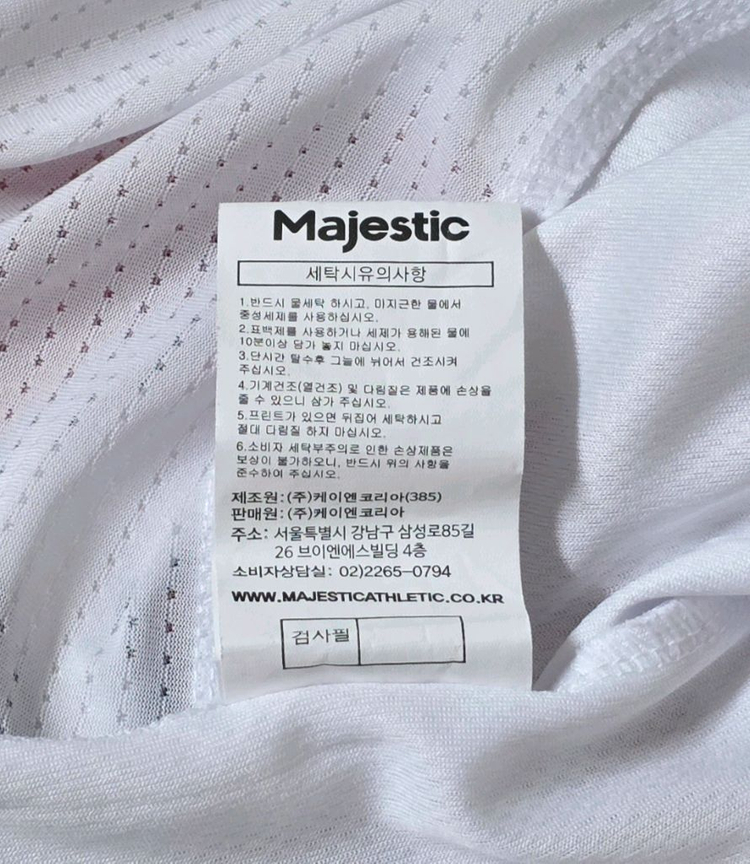 Majestic
세탁시유의사항
1.반드시 물세탁 하시고, 마지근한 물에서
중성세제를 사용하십시오.
2.표백제를 사용하거나 세제가 용해된 물에
10분이상 담가 놓지 마십시오.
3.단시간 탈수후 그늘에 뉘어서 건조시켜
주십시오.
4.기계건조(열건조) 및 다림질은 제품에 손상을
줄 수 있으니 삼가 주십시오.
5.프린트가 있으면 뒤집어 세탁하시고
절대 다림질 하지 마십시오.
6.소비자 세탁부주의로 인한 손상제품은
보상이 불가하오니, 반드시 위의 사항을
준수하여 주십시오.
제조원:(주)케이엔코리아(385)
판매원:(주)케이엔코리아
주소: 서울특별시 강남구 삼성로85길
26 브이엔에스빌딩 4층
소비자상담실: 02)2265-0794
WWW.MAJESTICATHLETIC.CO.KR
검사필